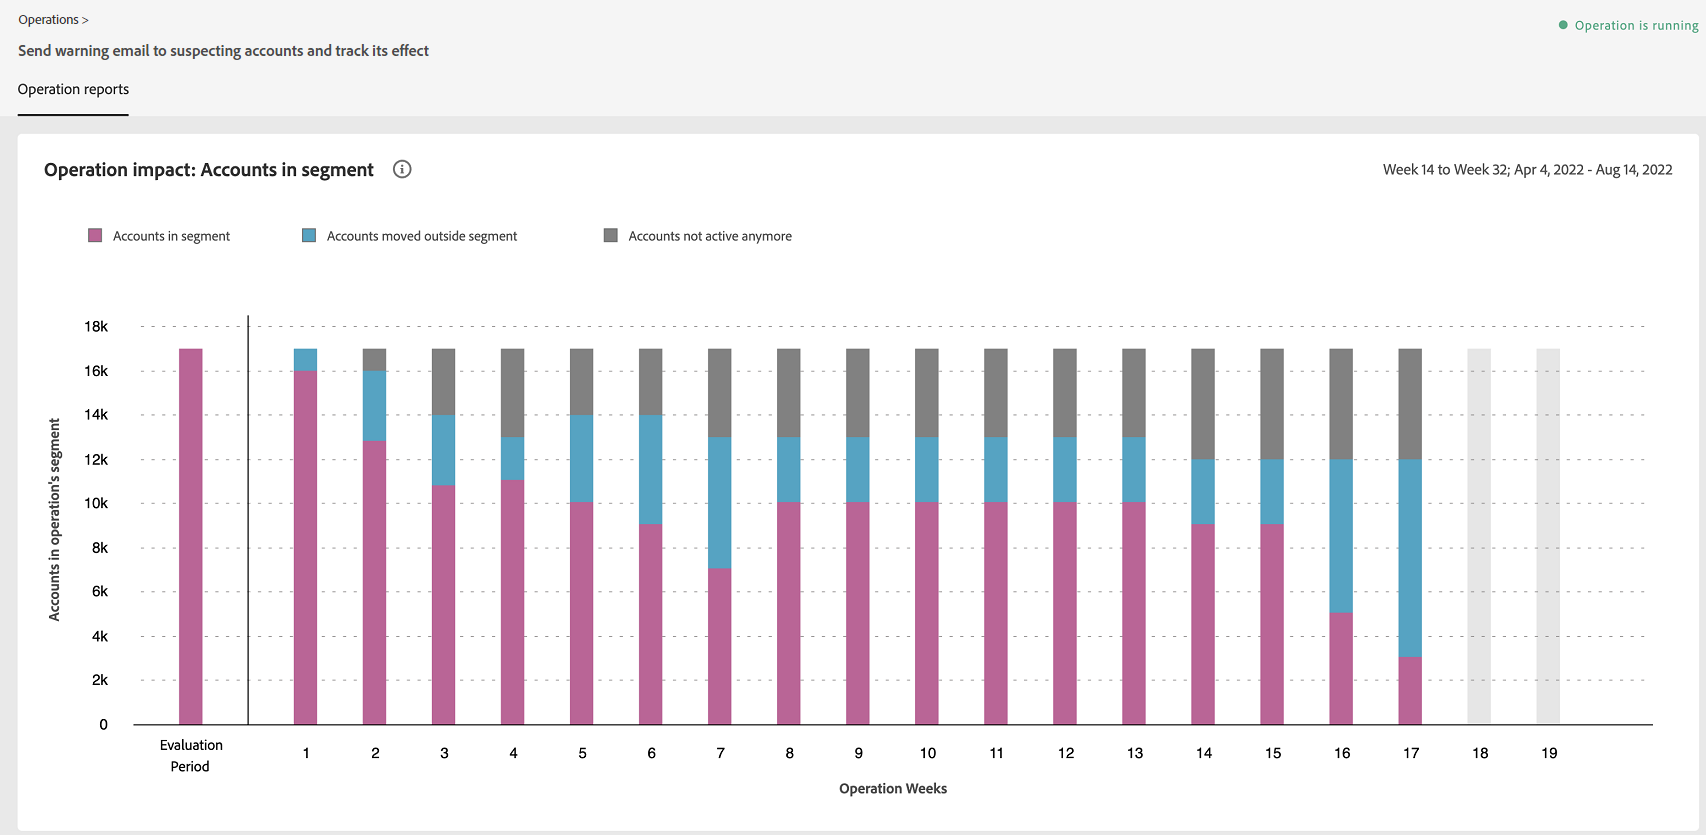 Operations >
Operation is running
Send warning email to suspecting accounts and track its effect
Operation reports
Operation impact: Accounts in segment
Week 14 to Week 32; Apr 4, 2022 - Aug 14, 2022
Accounts in segment
Accounts moved outside segment
Accounts not active anymore
Accounts in operation's segment
18k
16k
14k
12k
10k
8k
6k
4k
2k
0
Evaluation
Period
1 2 3 4 5 6 7 8 9 10 11 12 13 14 15 16 17 18 19
Operation Weeks